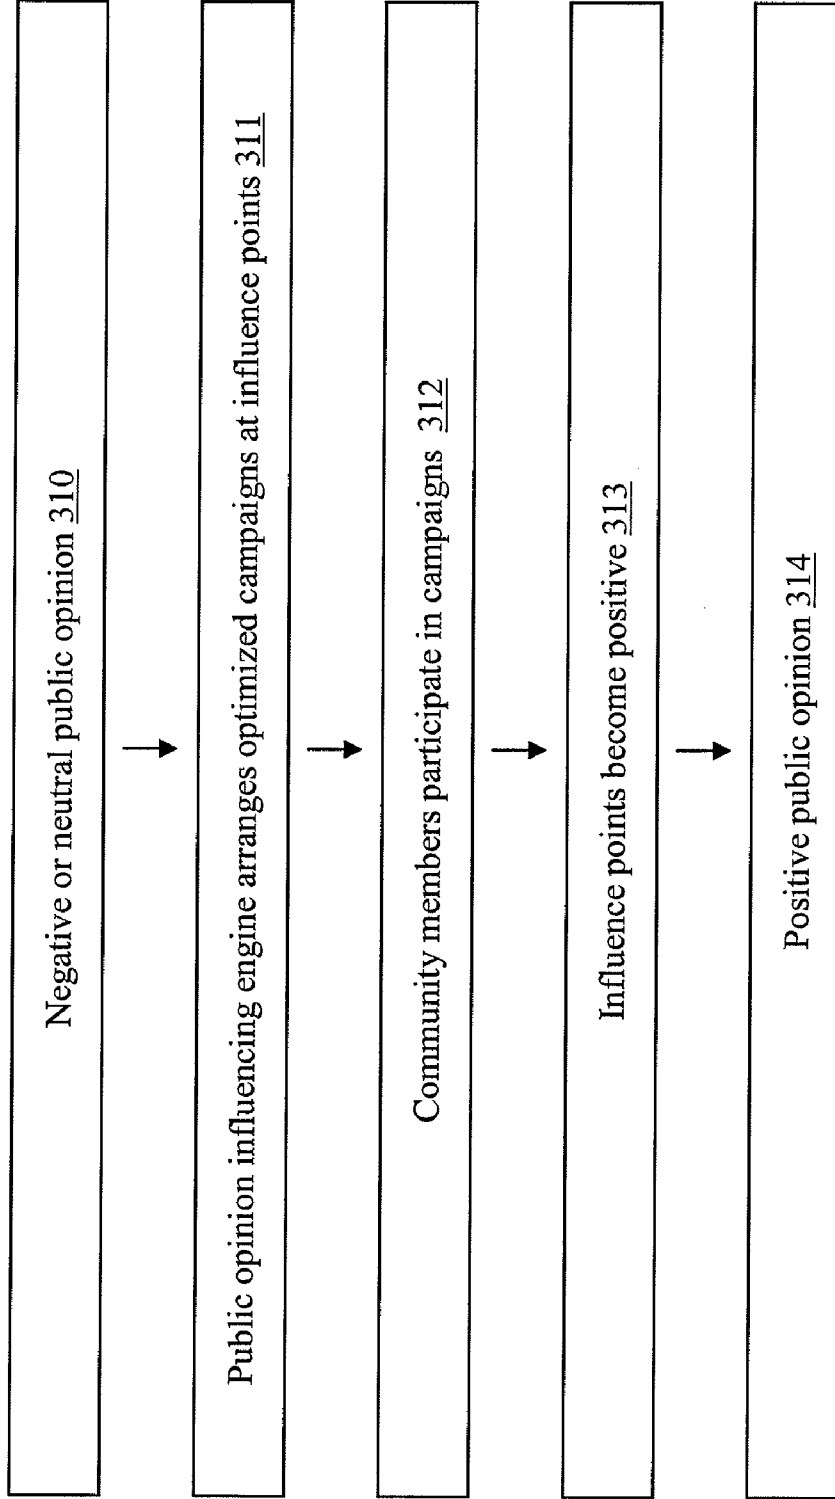 Negative or neutral public opinion 310
Public opinion influencing engine arranges optimized campaigns at influence points 311
Community members participate in campaigns 312
Influence points become positive 313
Positive public opinion 314